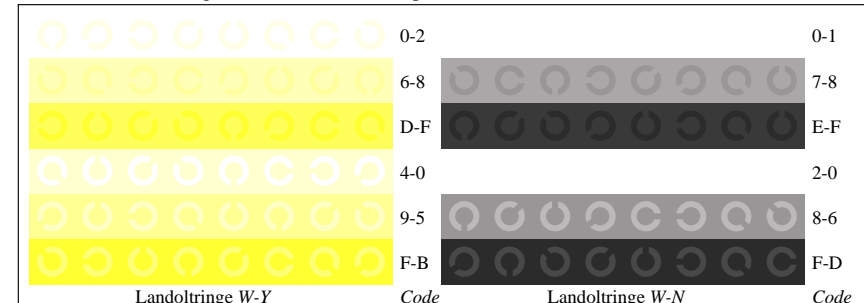 0-2 0-1
6-8 7-8
D-F E-F
4-0 2-0
9-5 8-6
F-B F-D
Landoltringe W-Y Code Landoltringe W-N Code